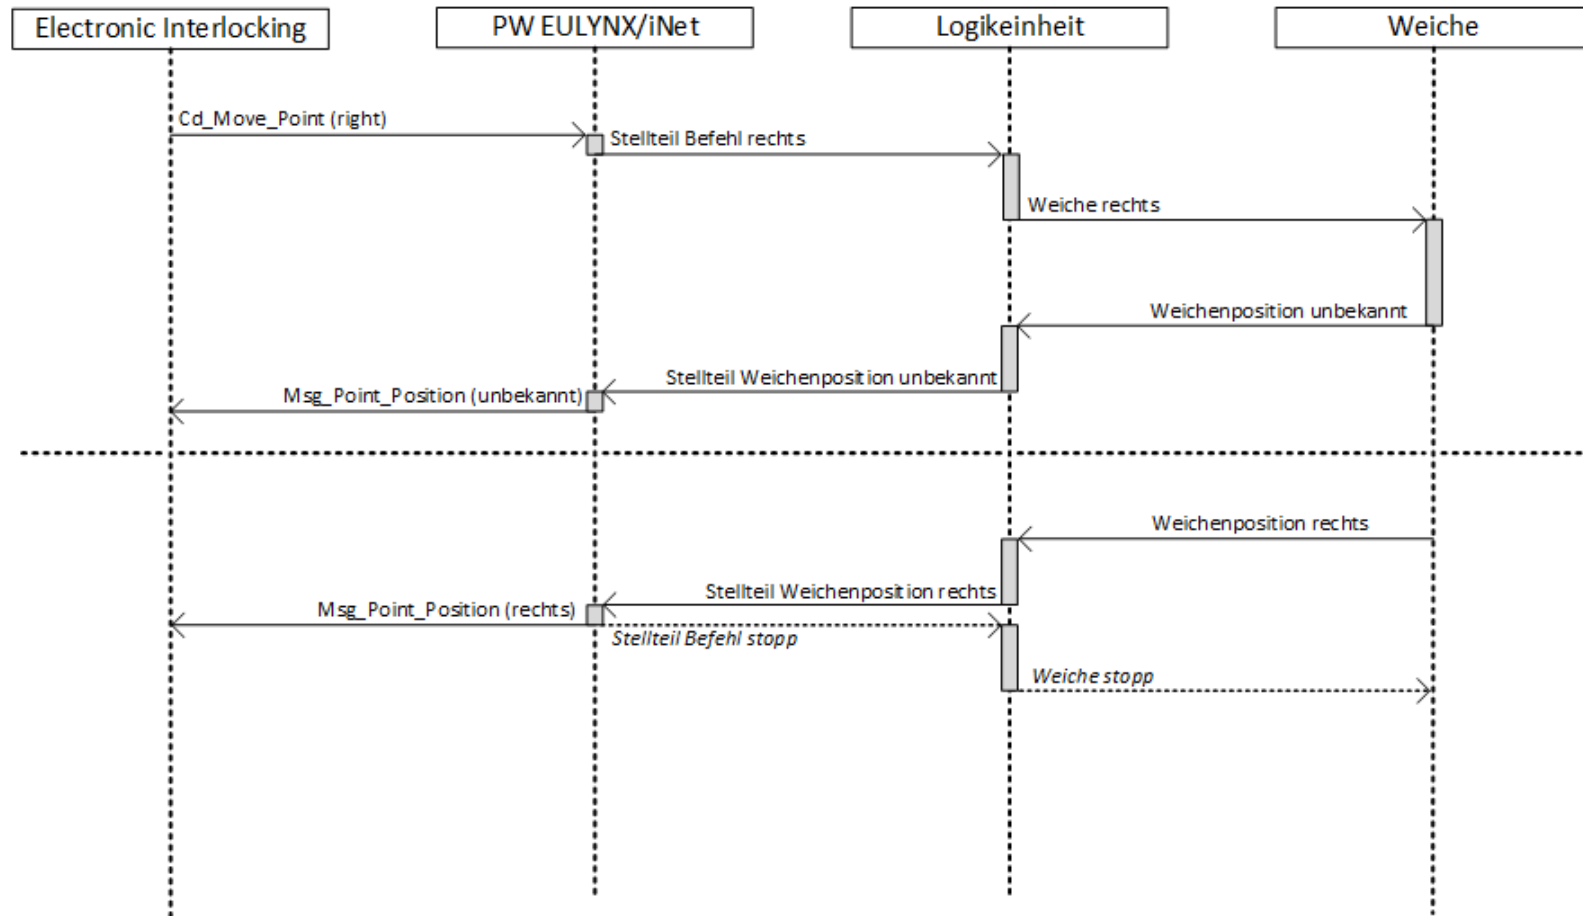 Electronic Interlocking
PW EULYNX/iNet
Logikeinheit
Weiche
Cd_Move_Point (right)
Stellteil Befehl rechts
Weiche rechts
Weichenposition unbekannt
Stellteil Weichenposition unbekannt
Msg_Point_Position (unbekannt)
Weichenposition rechts
Stellteil Weichenposition rechts
Msg_Point_Position (rechts)
Stellteil Befehl stopp
Weiche stopp